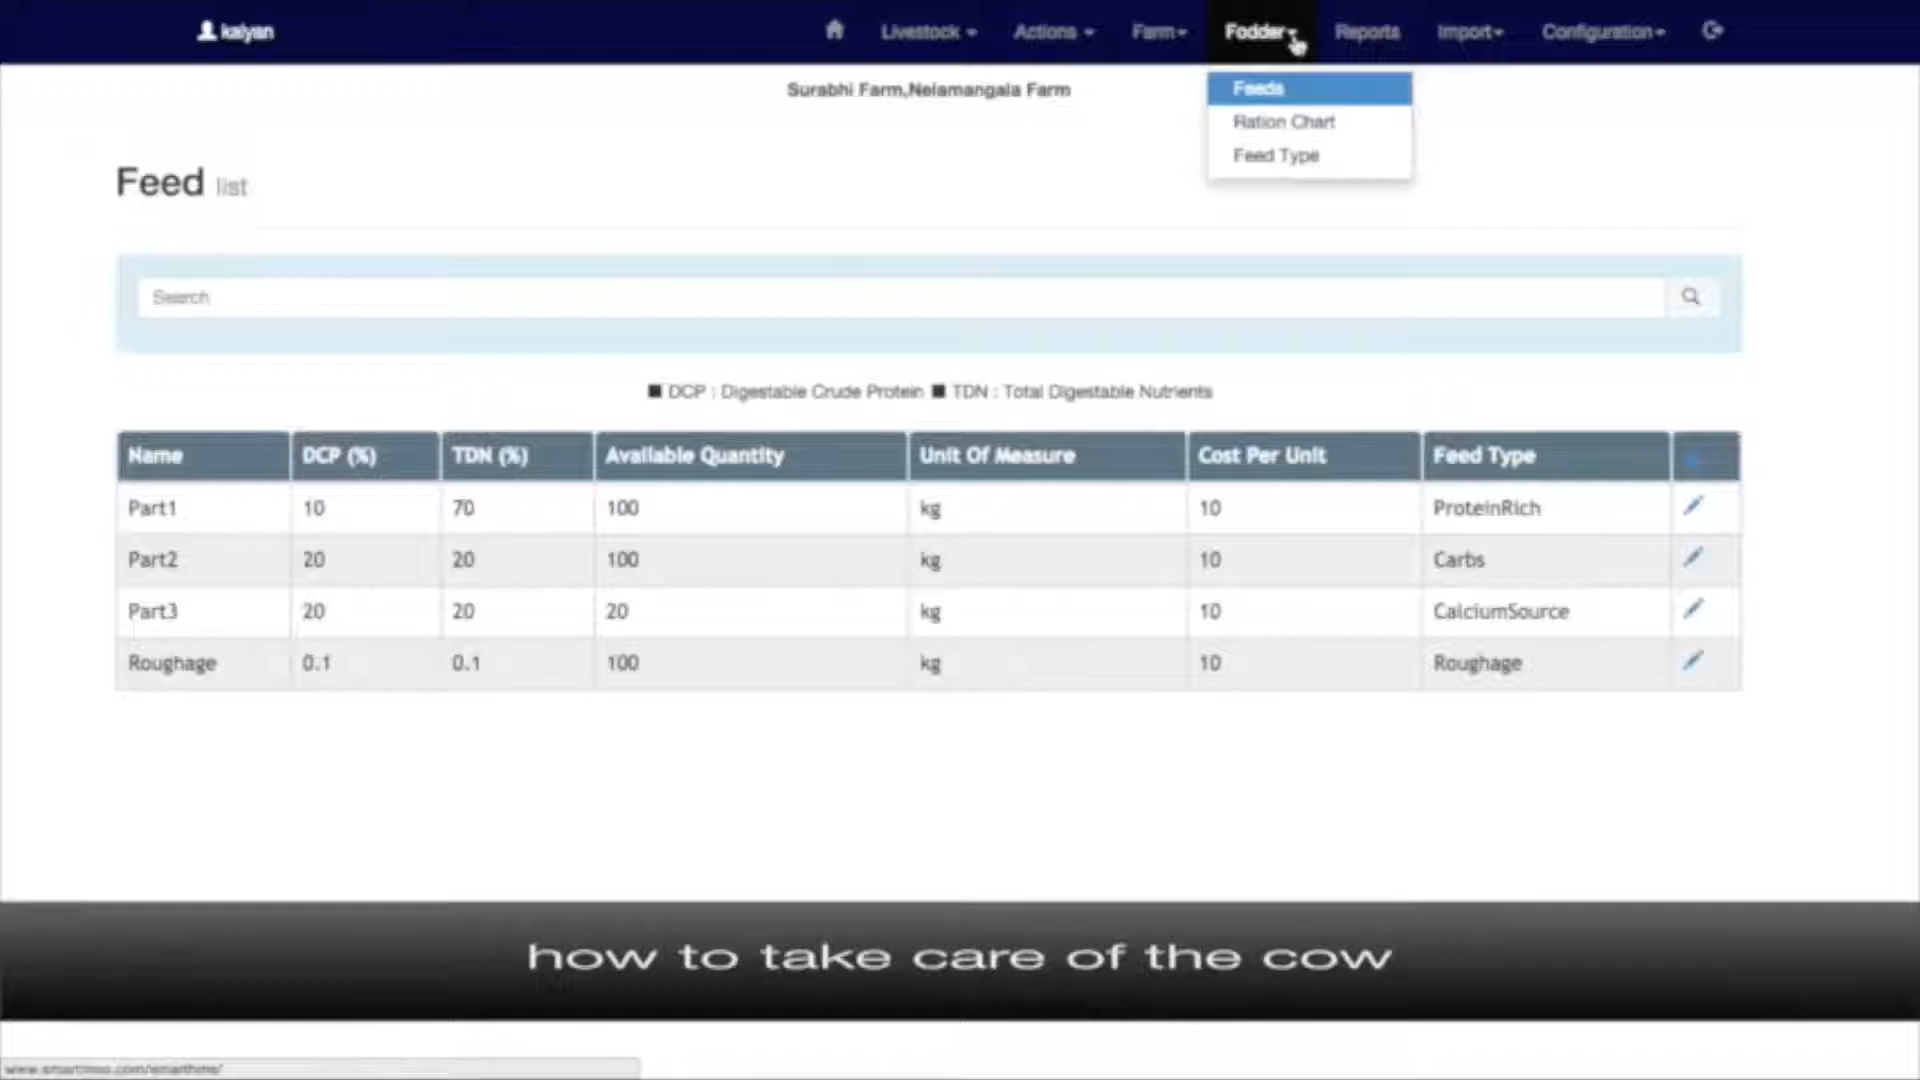 kalyan Livestock Actions Farm Fodder Reports Import Configuration
Surabhi Farm,Nelamangala Farm
Feeds
Ration Chart
Feed Type
Feed list
Search
DCP : Digestable Crude Protein TDN : Total Digestable Nutrients
Name DCP (%) TDN (%) Available Quantity Unit Of Measure Cost Per Unit Feed Type
Part1 10 70 100 kg 10 ProteinRich
Part2 20 20 100 kg 10 Carbs
Part3 20 20 20 kg 10 CalciumSource
Roughage 0.1 0.1 100 kg 10 Roughage
how to take care of the cow